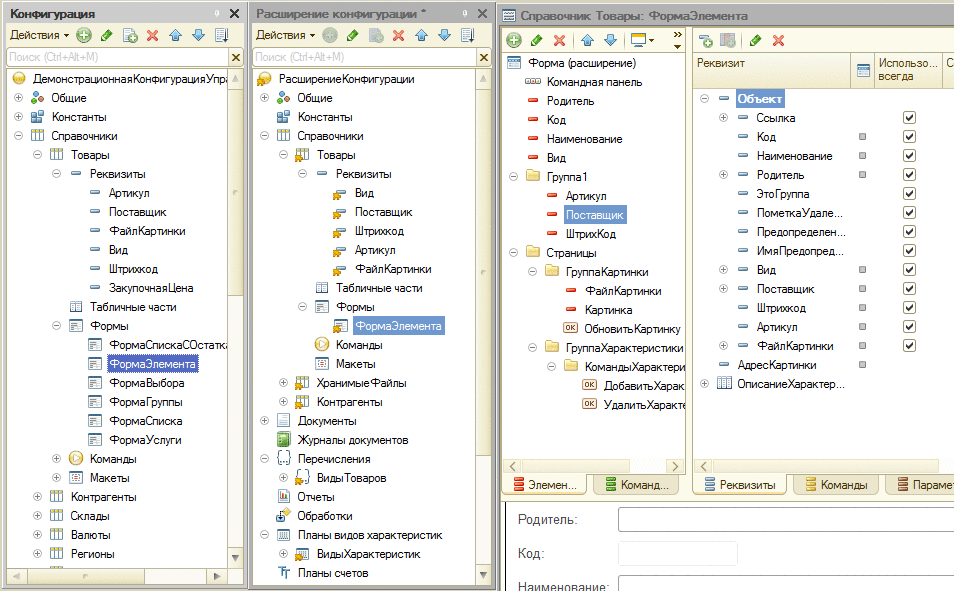 Конфигурация
Действия
Поиск (Ctrl+Alt+M)
ДемонстрационнаяКонфигурацияУпра
Общие
Константы
Справочники
Товары
Реквизиты
Артикул
Поставщик
ФайлКартинки
Вид
Штрихкод
ЗакупочнаяЦена
Табличные части
Формы
ФормаСпискаСОстатка
ФормаЭлемента
ФормаВыбора
ФормаГруппы
ФормаСписка
ФормаУслуги
Команды
Макеты
Контрагенты
Склады
Валюты
Регионы
Расширение конфигурации *
Действия
Поиск (Ctrl+Alt+M)
РасширениеКонфигурации
Общие
Константы
Справочники
Товары
Реквизиты
Вид
Поставщик
Штрихкод
Артикул
ФайлКартинки
Табличные части
Формы
ФормаЭлемента
Команды
Макеты
ХранимыеФайлы
Контрагенты
Документы
Журналы документов
Перечисления
ВидыТоваров
Отчеты
Обработки
Планы видов характеристик
ВидыХарактеристик
Планы счетов
Справочник Товары: ФормаЭлемента
Форма (расширение)
Командная панель
Родитель
Код
Наименование
Вид
Группа1
Артикул
Поставщик
ШтрихКод
Страницы
ГруппаКартинки
ФайлКартинки
Картинка
OK ОбновитьКартинку
ГруппаХарактеристики
КомандыХарактери
OK ДобавитьХарак
OK УдалитьХаракте
Элемен...
Команд...
Реквизит
Использо... всегда
С
Объект
Ссылка
Код
Наименование
Родитель
ЭтоГруппа
ПометкаУдале...
Предопределен...
ИмяПредопред...
Вид
Поставщик
Штрихкод
Артикул
ФайлКартинки
АдресКартинки
ОписаниеХарактер...
Реквизиты
Команды
Парамет
Родитель:
Код:
Наименование: